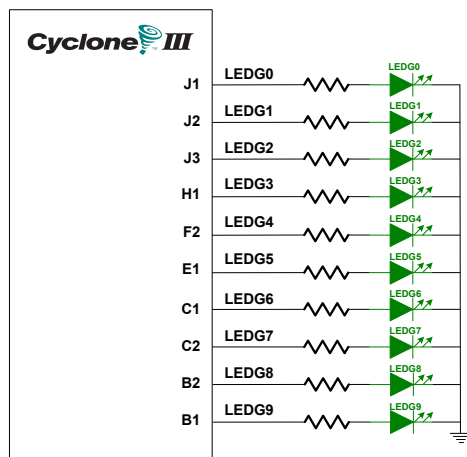 Cyclone III
LEDG0
J1 LEDG0
LEDG1
J2 LEDG1
LEDG2
J3 LEDG2
LEDG3
H1 LEDG3
LEDG4
F2 LEDG4
LEDG5
E1 LEDG5
LEDG6
C1 LEDG6
LEDG7
C2 LEDG7
LEDG8
B2 LEDG8
LEDG9
B1 LEDG9